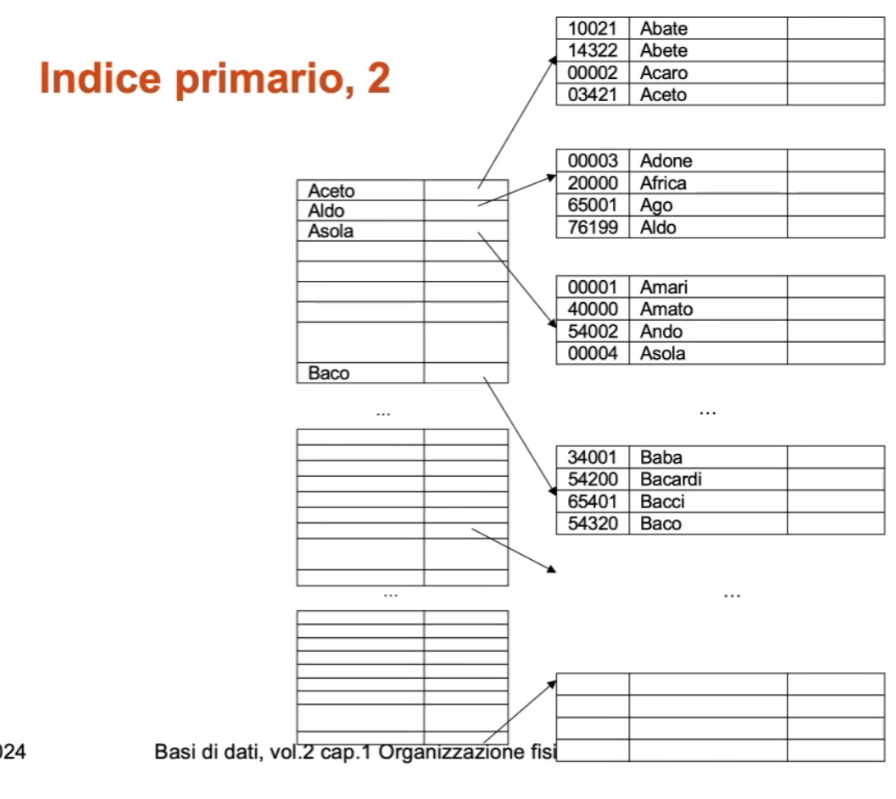 Indice primario, 2
10021 Abate
14322 Abete
00002 Acaro
03421 Aceto
00003 Adone
20000 Africa
65001 Ago
76199 Aldo
Aceto
Aldo
Asola
Baco
...
00001 Amari
40000 Amato
54002 Ando
00004 Asola
...
34001 Baba
54200 Bacardi
65401 Bacci
54320 Baco
...
...
024
Basi di dati, vol.2 cap.1 Organizzazione fisi